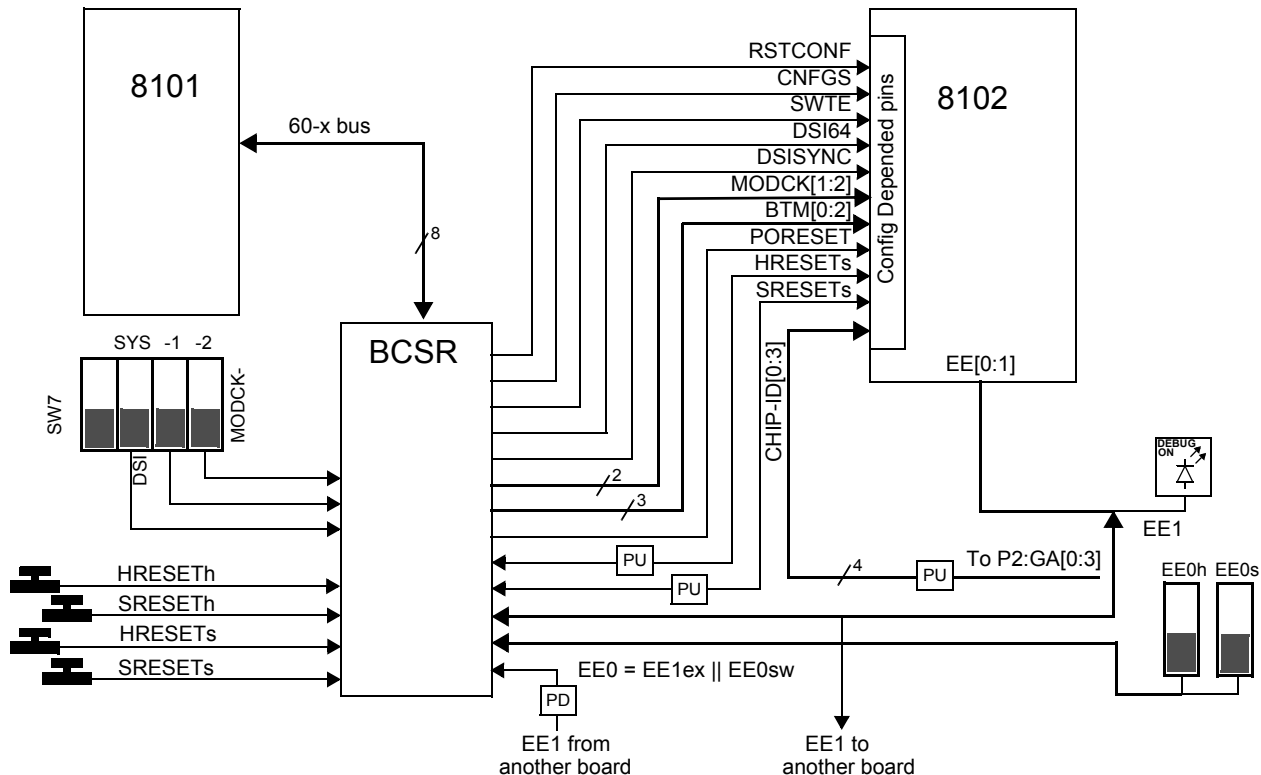 8101
60-x bus
8
RSTCONF
CNFGS
SWTE
DSI64
DSISYNC
MODCK[1:2]
BTM[0:2]
PORESET
HRESETs
SRESETs
Config Depended pins
8102
EE[0:1]
CHIP-ID[0:3]
BCSR
SYS -1 -2
SW7
MODCK-
DSI
2
3
PU
PU
4
PU
To P2:GA[0:3]
DEBUG
ON
EE1
EE0h EE0s
HRESETh
SRESETh
HRESETs
SRESETs
EE0 = EE1ex || EE0sw
PD
EE1 from
another board
EE1 to
another board